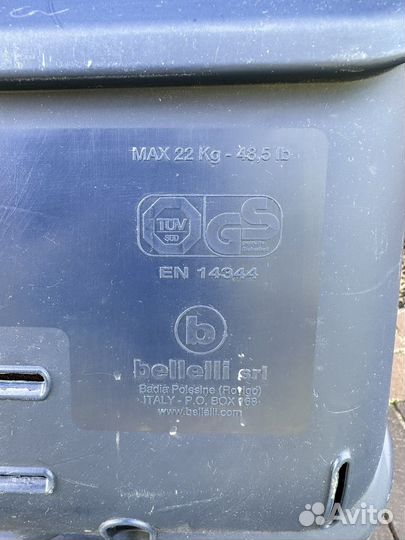 MAX 22 Kg - 48,5 lb
TÜV
SÜD
GS
EN 14344
b
bellelli srl
Badia Polesine (Rovigo)
ITALY - P.O. BOX 168
www.bellelli.com
Avito